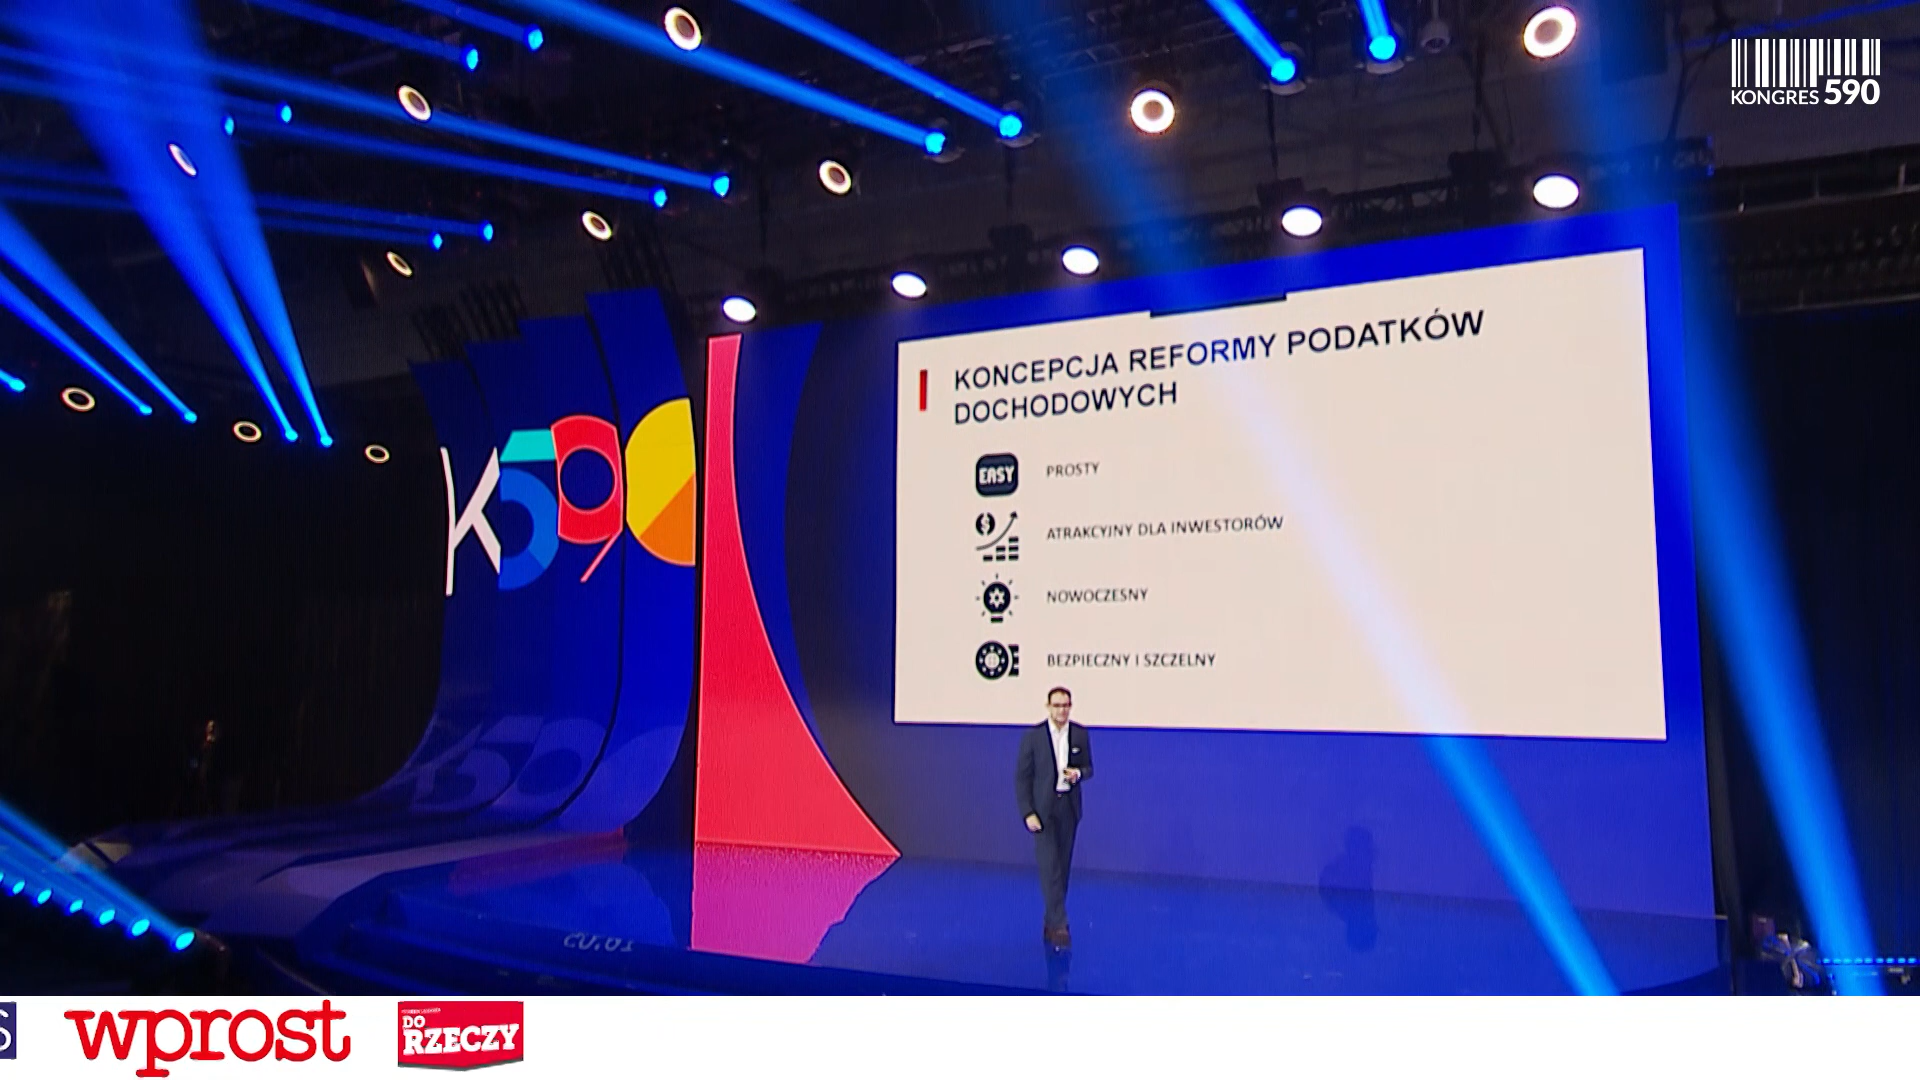 KONGRES 590
KONCEPCJA REFORMY PODATKÓW
DOCHODOWYCH
EASY PROSTY
ATRAKCYJNY DLA INWESTORÓW
NOWOCZESNY
BEZPIECZNY I SZCZELNY
K590
S wprost DO
RZECZY